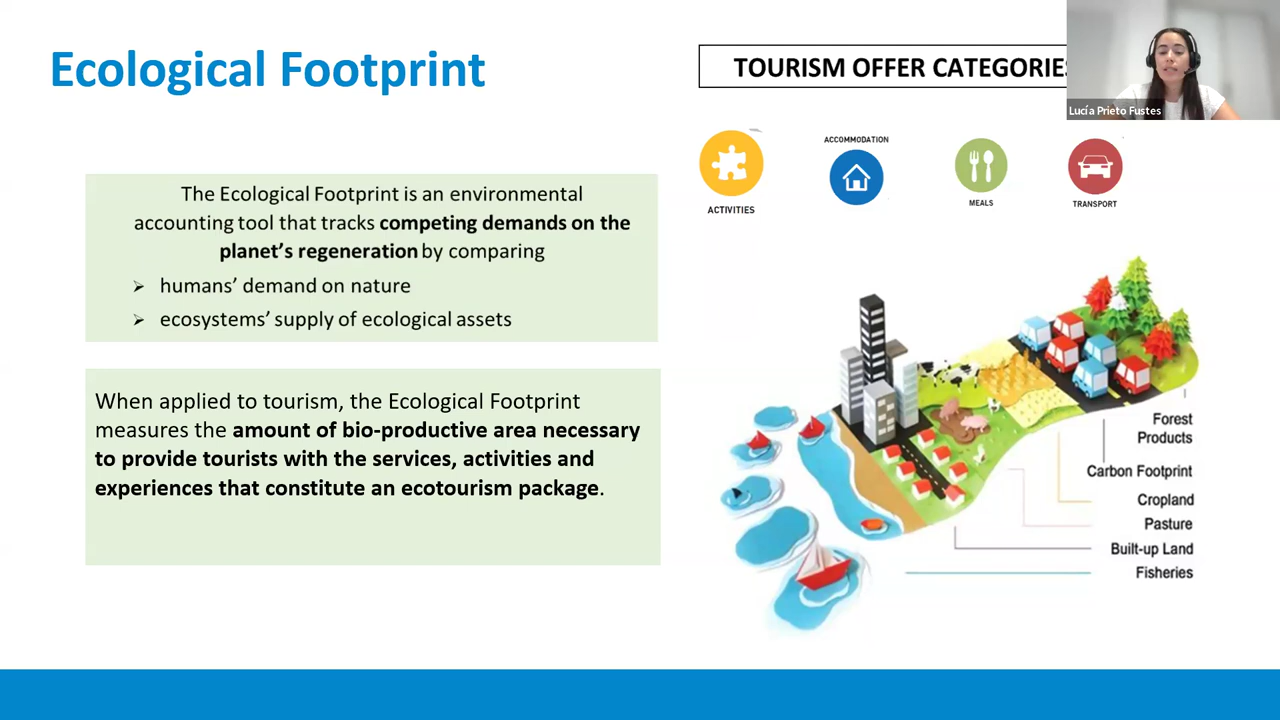 Ecological Footprint
The Ecological Footprint is an environmental
accounting tool that tracks competing demands on the
planet's regeneration by comparing
➢ humans' demand on nature
➢ ecosystems' supply of ecological assets
When applied to tourism, the Ecological Footprint
measures the amount of bio-productive area necessary
to provide tourists with the services, activities and
experiences that constitute an ecotourism package.
TOURISM OFFER CATEGORIE
Lucía Prieto Fustes
ACTIVITIES
ACCOMMODATION
MEALS
TRANSPORT
Forest
Products
Carbon Footprint
Cropland
Pasture
Built-up Land
Fisheries